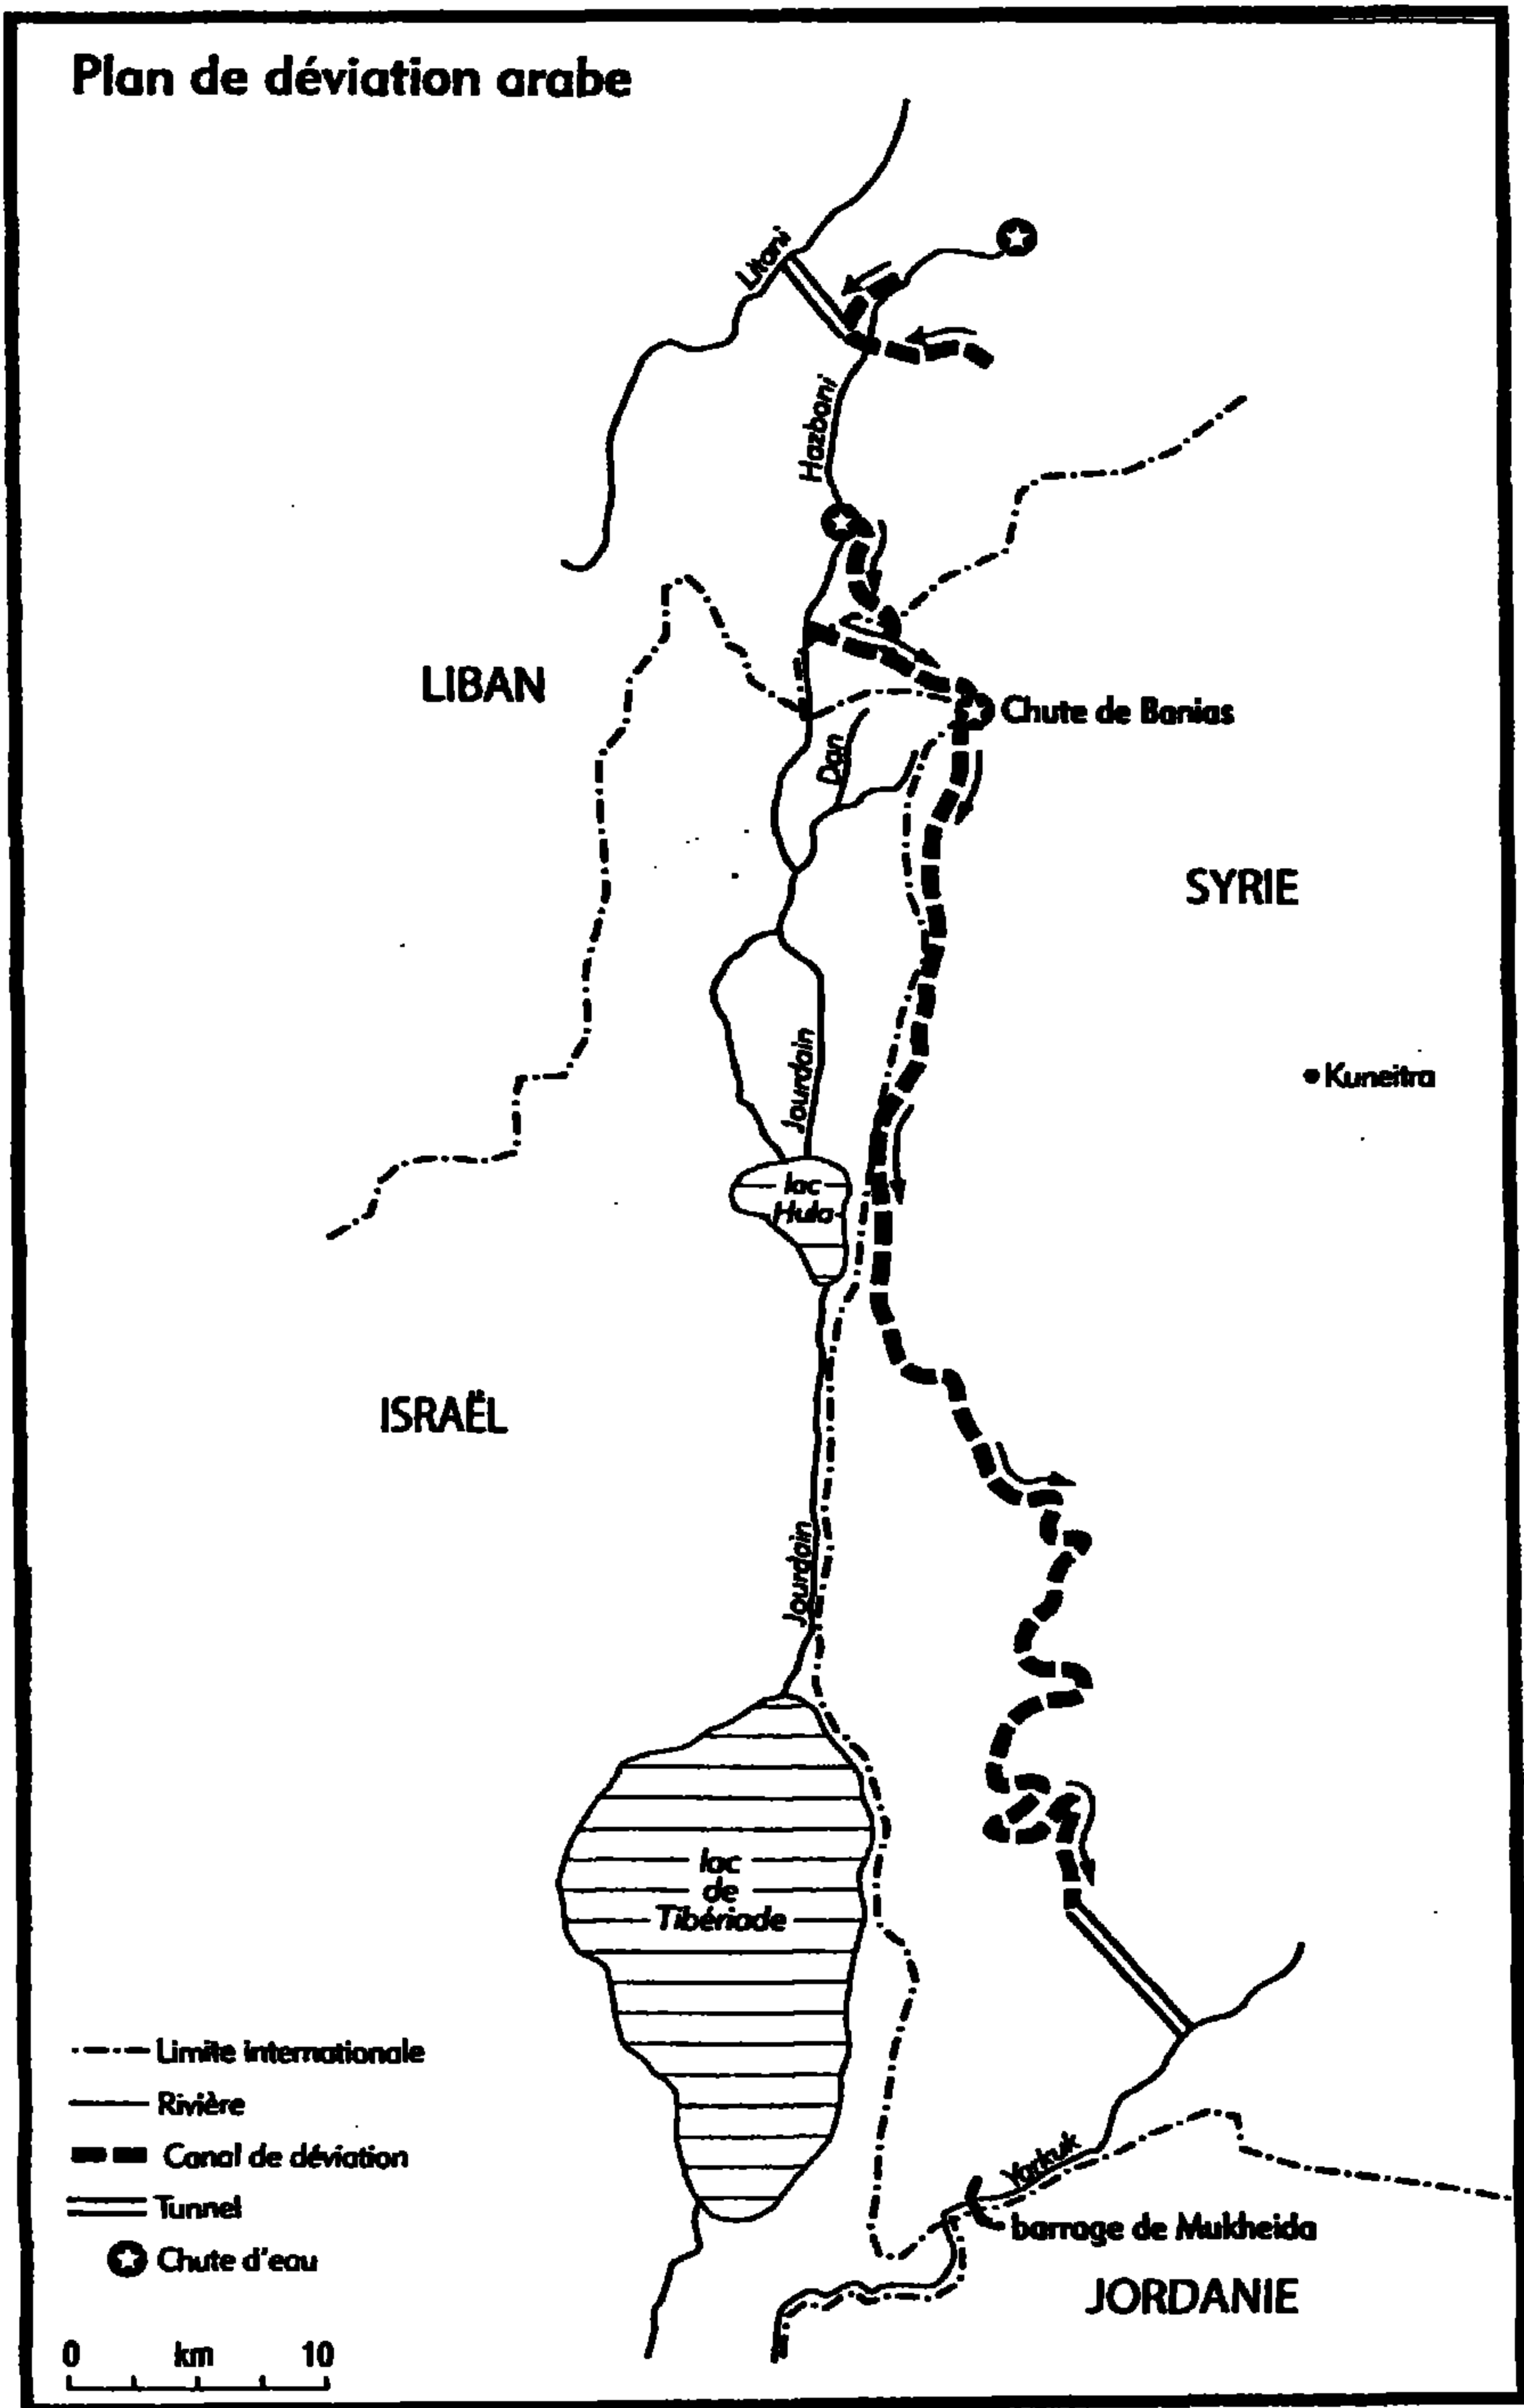 Plan de déviation arabe
Litani
Hazbani
LIBAN
Chute de Banias
Dan
SYRIE
Kuneitra
Jourdain
lac
Hula
ISRAËL
Jourdain
lac
de
Tibériade
Limite internationale
Rivière
Canal de déviation
Tunnel
Chute d'eau
Yarkuk
barrage de Mukheida
JORDANIE
0 km 10